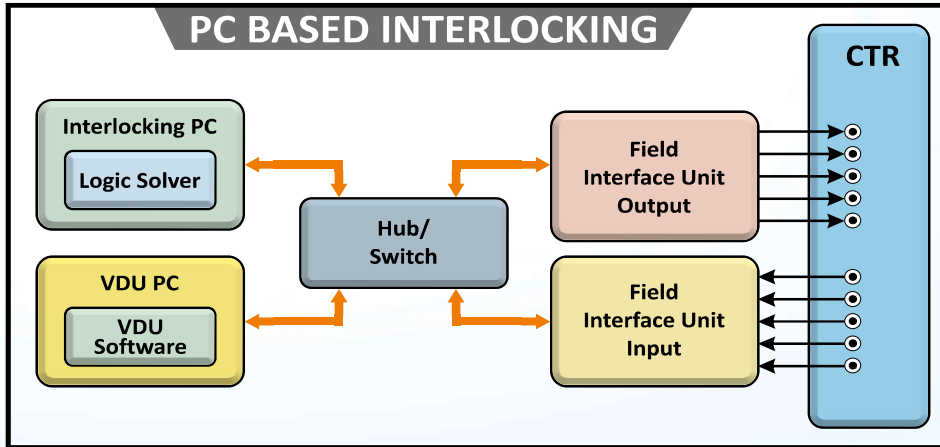 PC BASED INTERLOCKING
CTR
Interlocking PC
Logic Solver
VDU PC
VDU
Software
Hub/
Switch
Field
Interface Unit
Output
Field
Interface Unit
Input